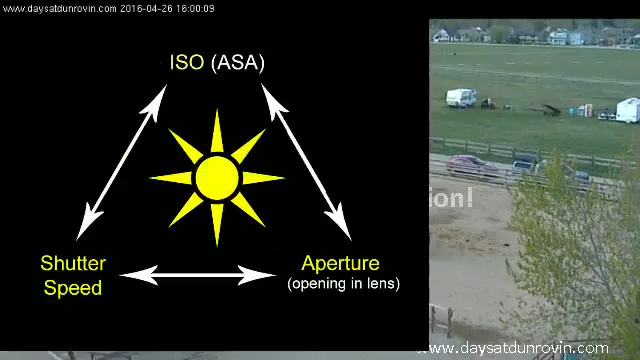 www.daysatdunrovin.com 2016-04-26 16:00:09
ISO (ASA)
ion!
Shutter
Speed
Aperture
(opening in lens)
www.daysatdunrovin.com